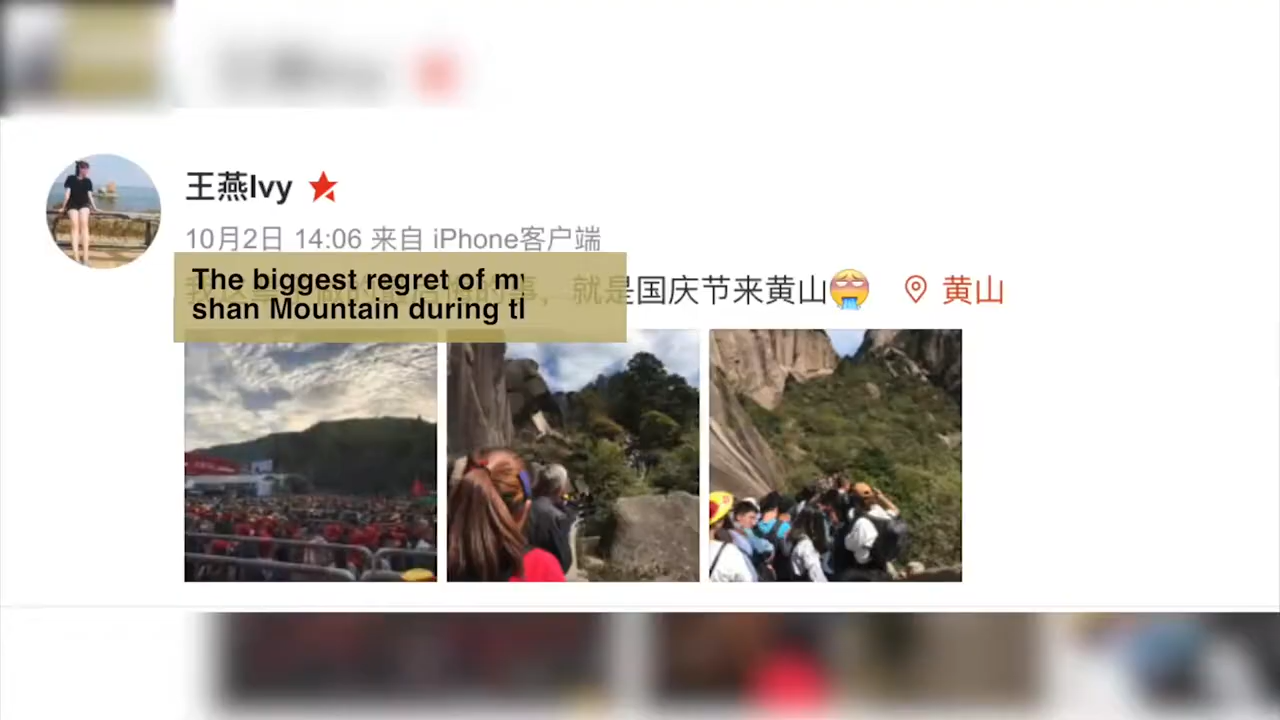 王燕Ivy
10月2日 14:06 来自 iPhone客户端
The biggest regret of my
shan Mountain during tl
就是国庆节来黄山 黄山